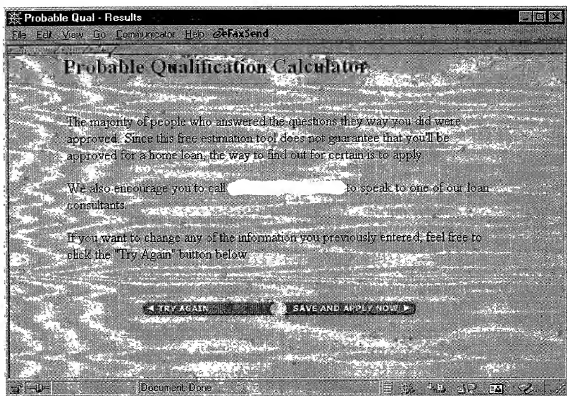 Probable Qual - Results
File Edit View Go Communicator Help eFaxSend
Probable Qualification Calculator
The majority of people who answered the questions they way you did were
approved. Since this free estimation tool does not guarantee that you'll be
approved for a home loan, the way to find out for certain is to apply.
We also encourage you to call to speak to one of our loan
consultants.
If you want to change any of the information you previously entered, feel free to
click the "Try Again" button below.
TRY AGAIN SAVE AND APPLY NOW
Document: Done